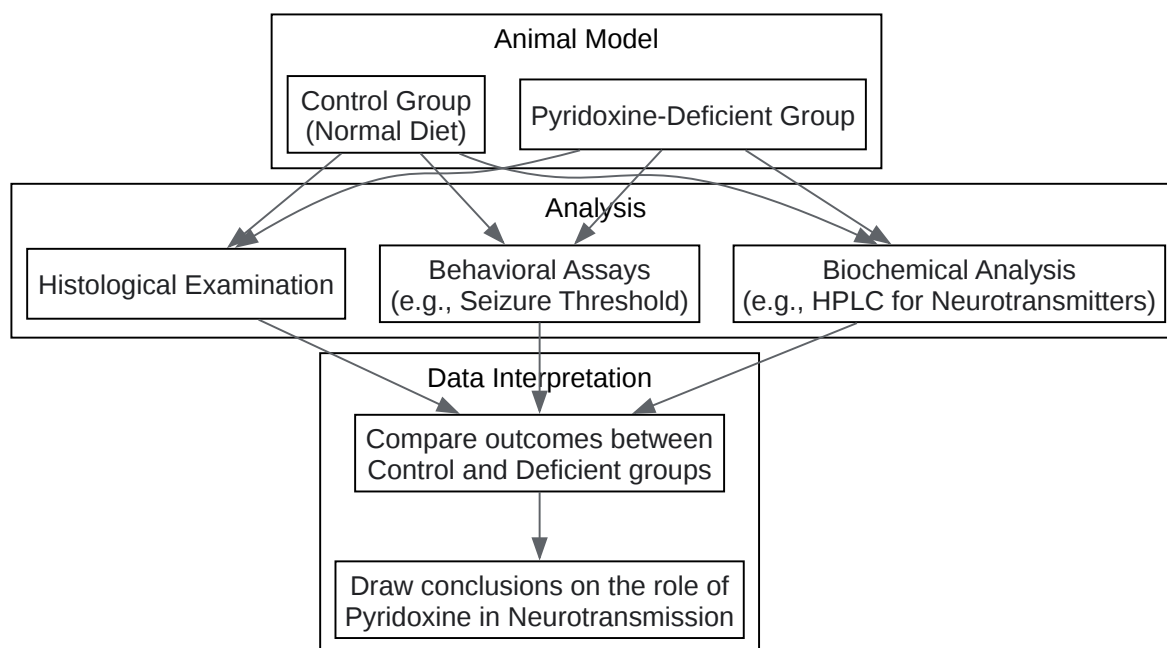 Animal Model
Control Group
(Normal Diet)
Pyridoxine-Deficient Group
Analysis
Histological Examination
Behavioral Assays
(e.g., Seizure Threshold)
Biochemical Analysis
(e.g., HPLC for Neurotransmitters)
Data Interpretation
Compare outcomes between
Control and Deficient groups
Draw conclusions on the role of
Pyridoxine in Neurotransmission